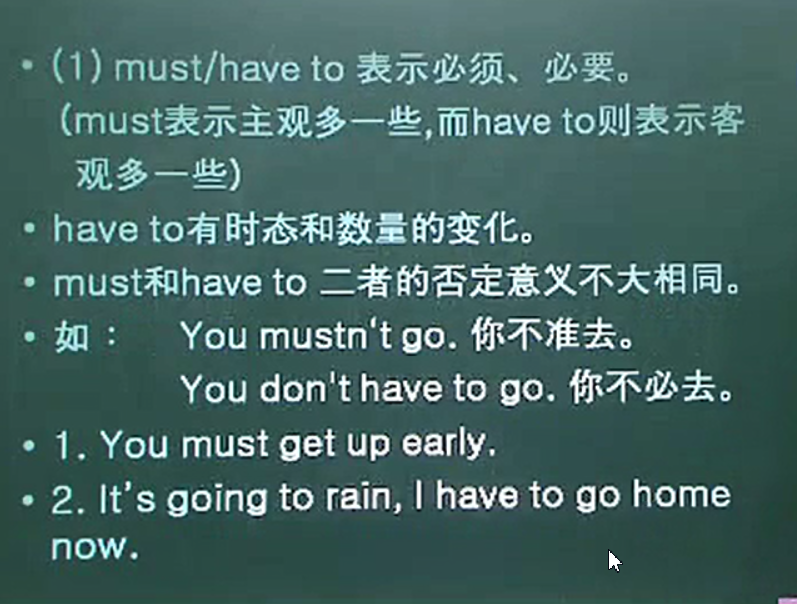 • (1) must/have to 表示必须、必要。
(must表示主观多一些,而have to则表示客
观多一些)
• have to有时态和数量的变化。
• must和have to 二者的否定意义不大相同。
• 如： You mustn‘t go. 你不准去。
You don't have to go. 你不必去。
• 1. You must get up early.
• 2. It’s going to rain, I have to go home
now.